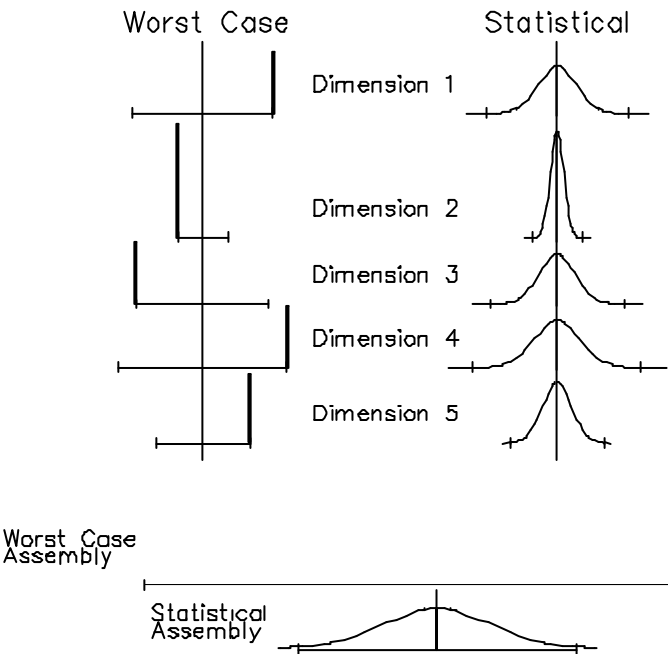 Worst Case
Statistical
Dimension 1
Dimension 2
Dimension 3
Dimension 4
Dimension 5
Worst Case
Assembly
Statistical
Assembly